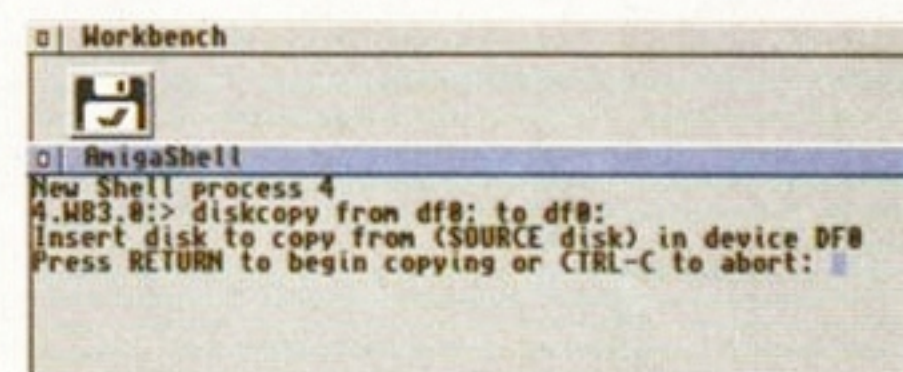 Workbench
AmigaShell
New Shell process 4
4.WB3.0:> diskcopy from df0: to df0:
Insert disk to copy from (SOURCE disk) in device DF0
Press RETURN to begin copying or CTRL-C to abort: